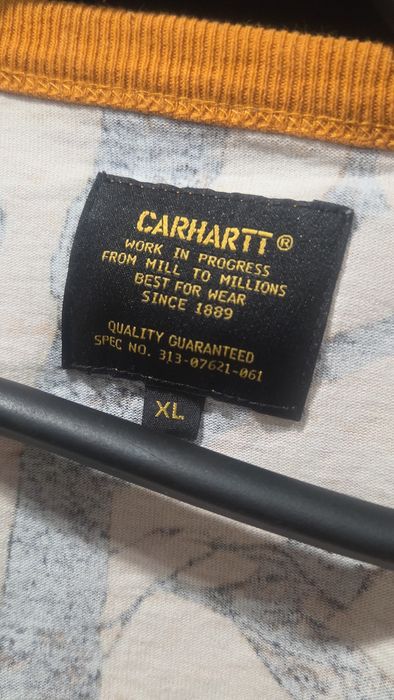 CARHARTT®
WORK IN PROGRESS
FROM MILL TO MILLIONS
BEST FOR WEAR
SINCE 1889
QUALITY GUARANTEED
SPEC NO. 313-07621-061
XL